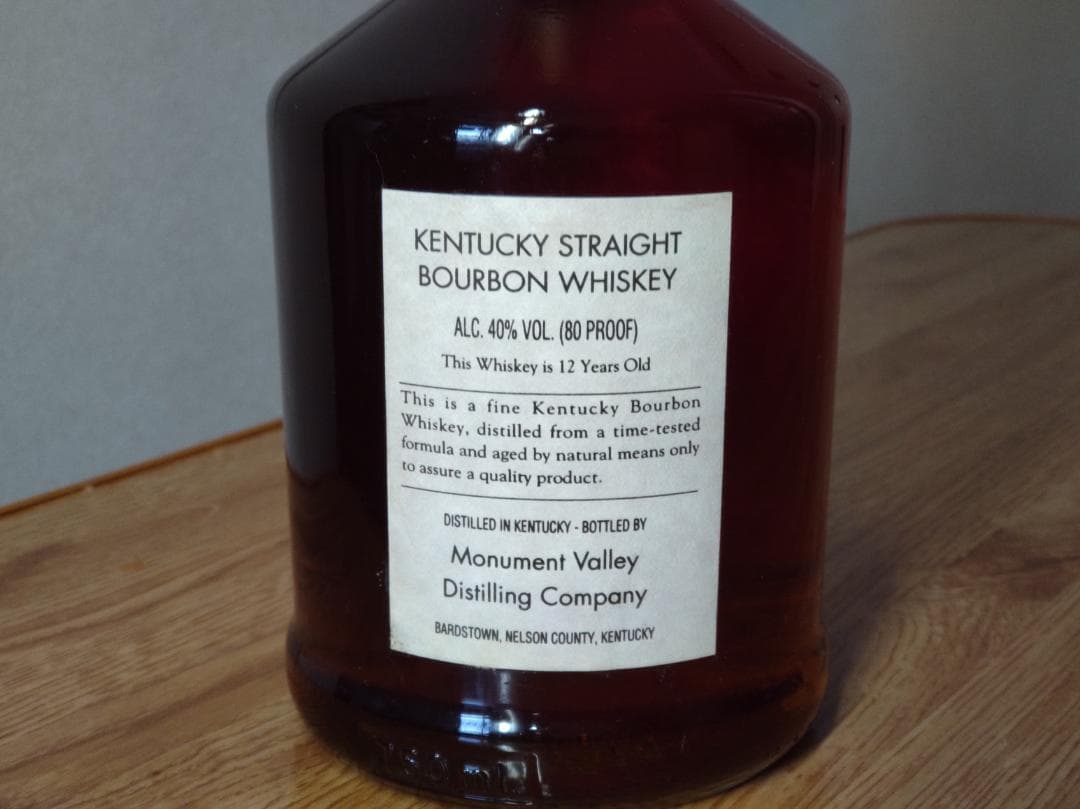 KENTUCKY STRAIGHT
BOURBON WHISKEY
ALC. 40% VOL. (80 PROOF)
This Whiskey is 12 Years Old
This is a fine Kentucky Bourbon
Whiskey, distilled from a time-tested
formula and aged by natural means only
to assure a quality product.
DISTILLED IN KENTUCKY - BOTTLED BY
Monument Valley
Distilling Company
BARDSTOWN, NELSON COUNTY, KENTUCKY
750 ml